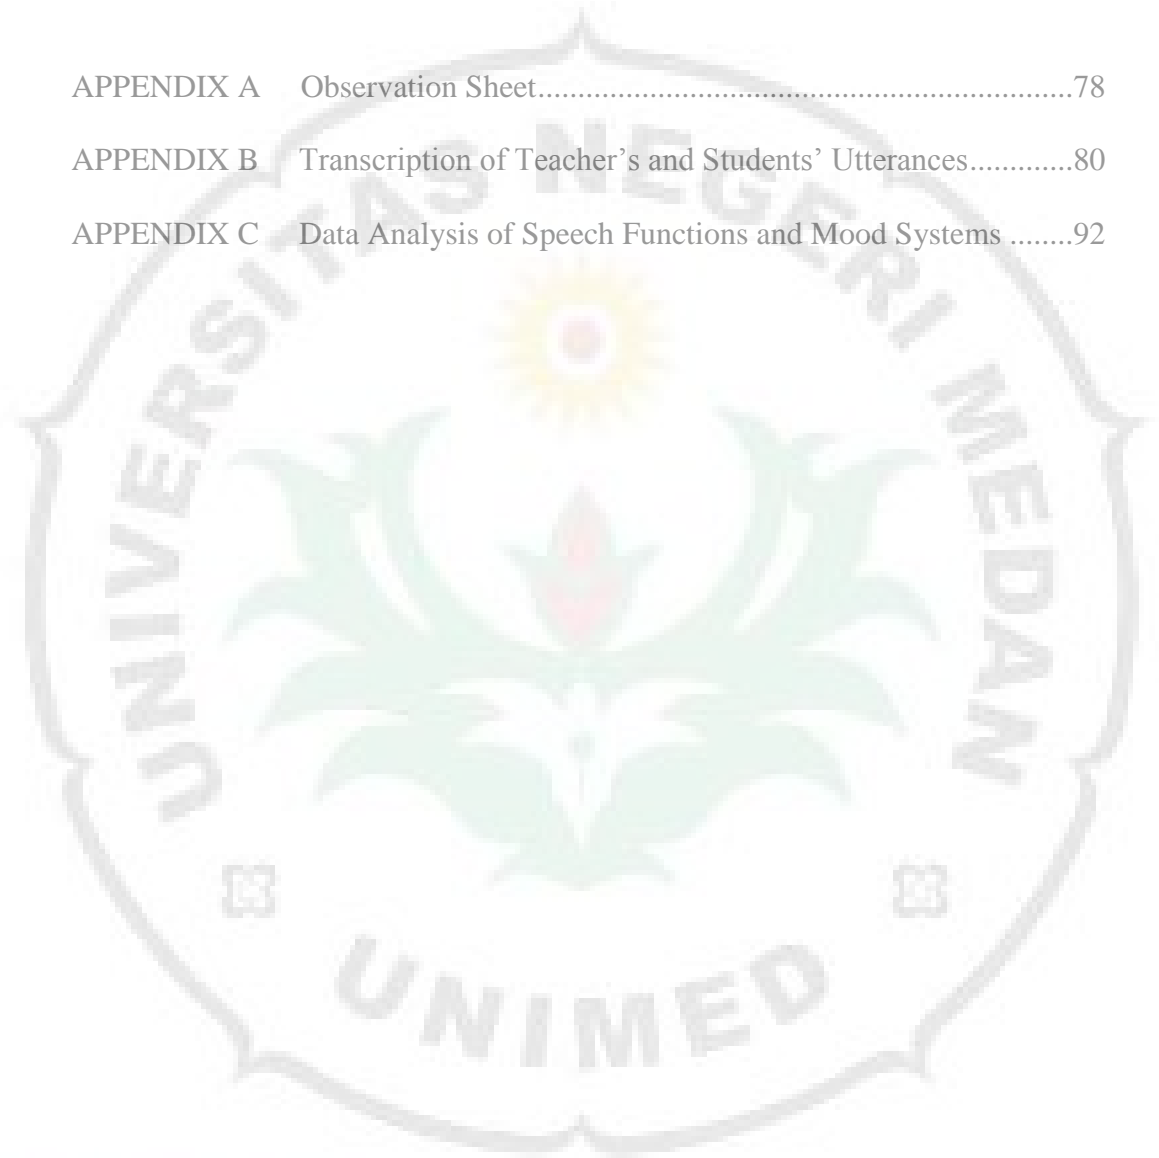 APPENDIX A Observation Sheet..................................................................78
APPENDIX B Transcription of Teacher’s and Students’ Utterances.............80
APPENDIX C Data Analysis of Speech Functions and Mood Systems ........92
UNIVERSITAS NEGERI MEDAN
UNIMED